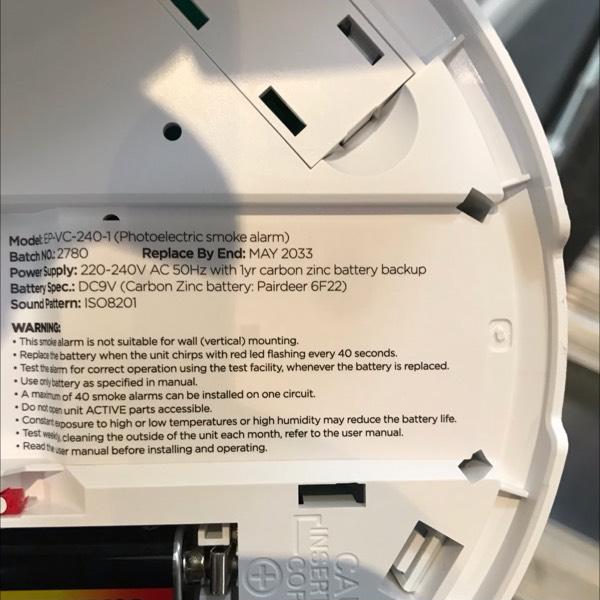 Model: EP-VC-240-1 (Photoelectric smoke alarm)
Batch NO.: 2780 Replace By End: MAY 2033
Power Supply: 220-240V AC 50Hz with 1yr carbon zinc battery backup
Battery Spec.: DC9V (Carbon Zinc battery: Pairdeer 6F22)
Sound Pattern: ISO8201
WARNING:
• This smoke alarm is not suitable for wall (vertical) mounting.
• Replace the battery when the unit chirps with red led flashing every 40 seconds.
• Test the alarm for correct operation using the test facility, whenever the battery is replaced.
• Use only battery as specified in manual.
• A maximum of 40 smoke alarms can be installed on one circuit.
• Do not open unit ACTIVE parts accessible.
• Constant exposure to high or low temperatures or high humidity may reduce the battery life.
• Test weekly, cleaning the outside of the unit each month, refer to the user manual.
• Read the user manual before installing and operating.
CA
INSERT
COR